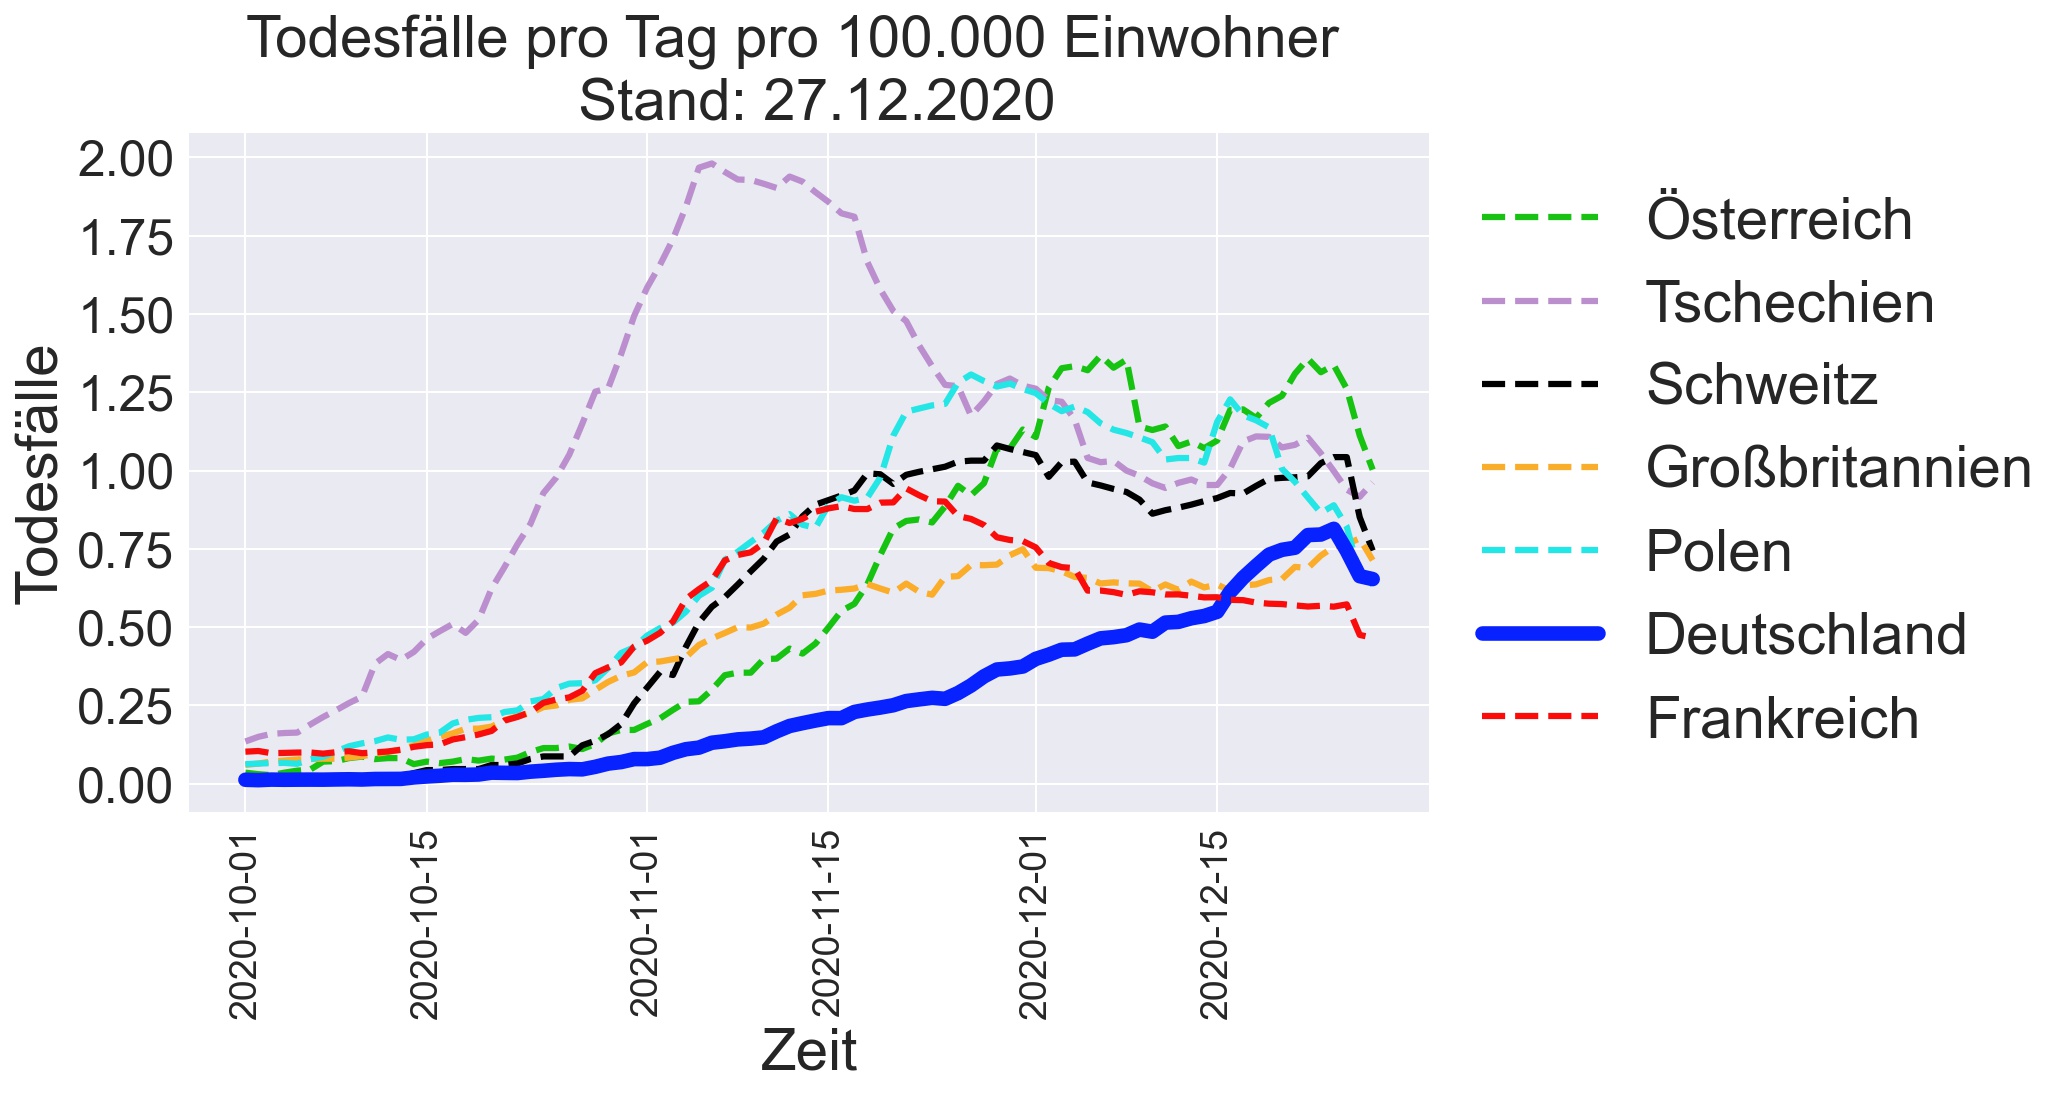 Todesfälle pro Tag pro 100.000 Einwohner
Stand: 27.12.2020
Todesfälle
2.00
1.75
1.50
1.25
1.00
0.75
0.50
0.25
0.00
2020-10-01
2020-10-15
2020-11-01
2020-11-15
2020-12-01
2020-12-15
Zeit
Österreich
Tschechien
Schweitz
Großbritannien
Polen
Deutschland
Frankreich